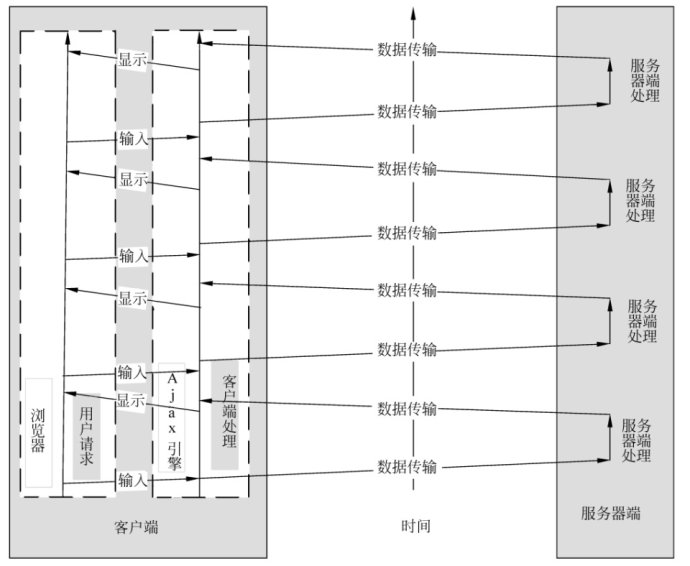 显示
数据传输
服务
器端
处理
数据传输
输入
数据传输
显示
服务
器端
处理
数据传输
输入
数据传输
显示
服务
器端
处理
数据传输
输入
显示
数据传输
浏览器
用户请求
Ajax引擎
客户端处理
服务
器端
处理
数据传输
输入
客户端
时间
服务器端